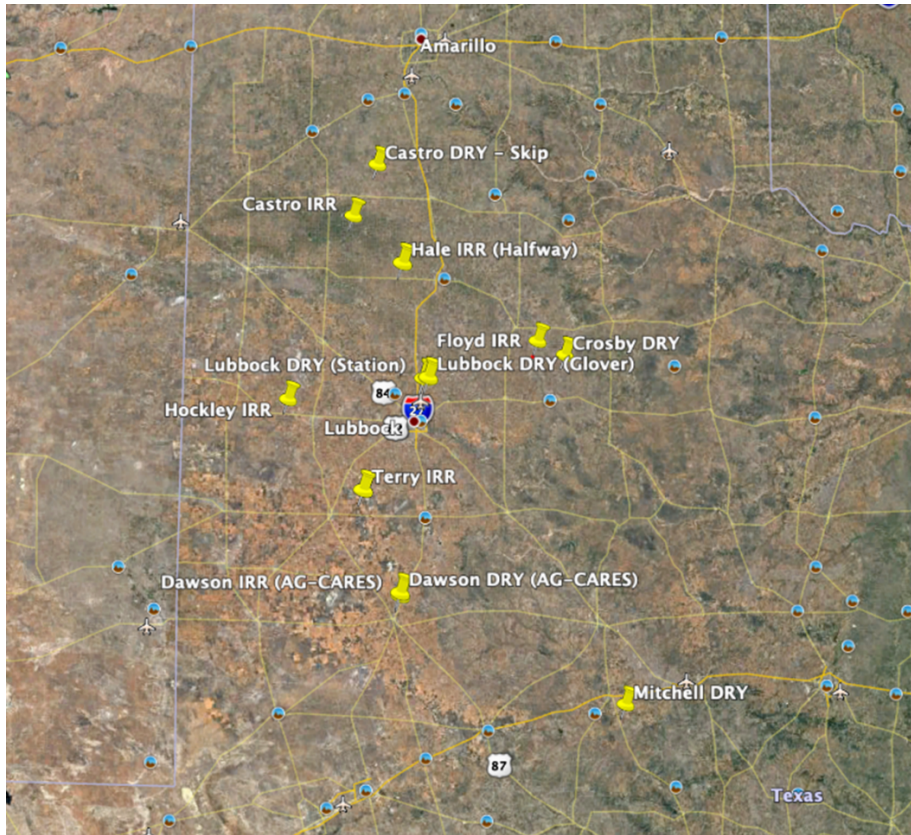 Amarillo
Castro DRY – Skip
Castro IRR
Hale IRR (Halfway)
Floyd IRR
Crosby DRY
Lubbock DRY (Station)
Lubbock DRY (Glover)
84
Hockley IRR
27
Lubbock
Terry IRR
Dawson IRR (AG-CARES)
Dawson DRY (AG-CARES)
Mitchell DRY
87
Texas